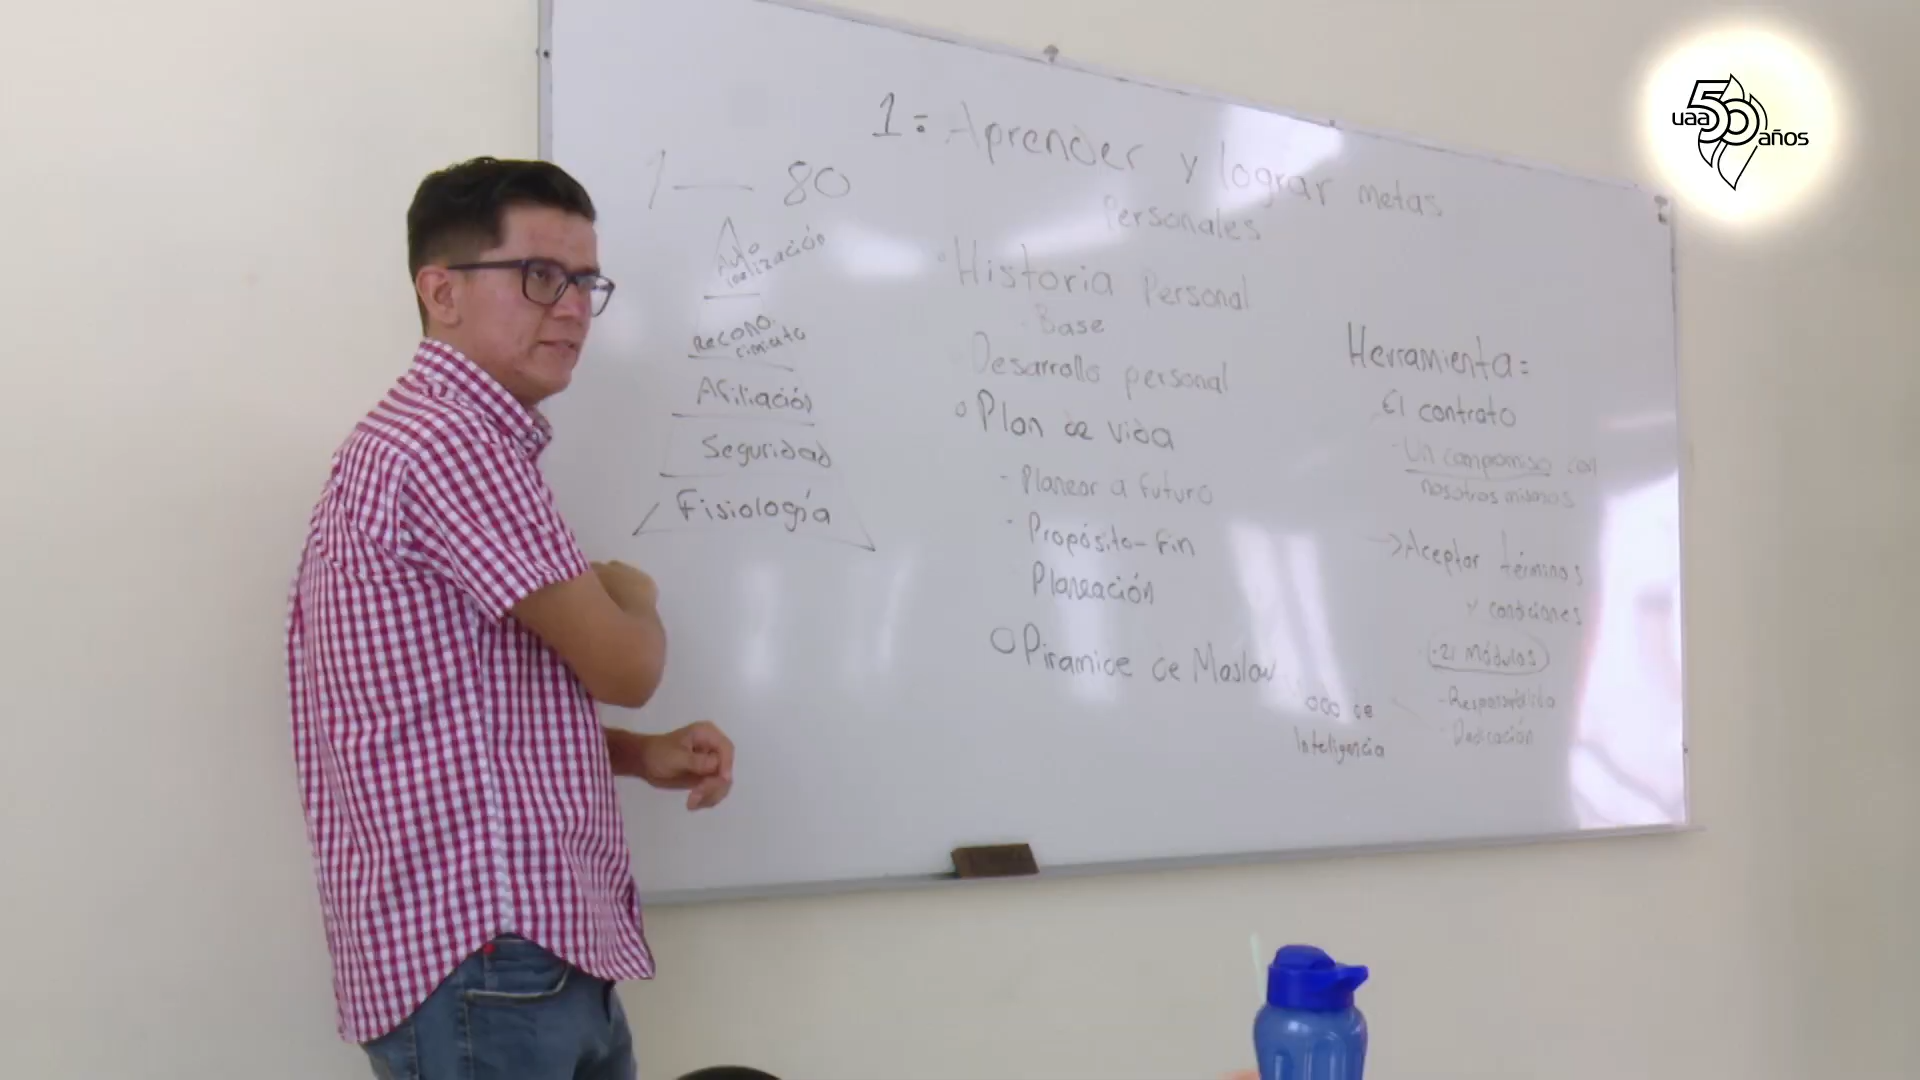 1 — 80
Auto
realización
Recono-
cimiento
Afiliación
Seguridad
Fisiología
1: Aprender y lograr metas
Personales
Historia Personal
Base
Desarrollo personal
Plan de vida
- Planear a futuro
Propósito - fin
Planeación
Piramide de Maslow
Herramienta:
El contrato
- Un compromiso con
nosotros mismos
→ Aceptar términos
y condiciones
-21 Módulos
- Responsabilida
- Dedicación
de
Inteligencia
uaa 50 años